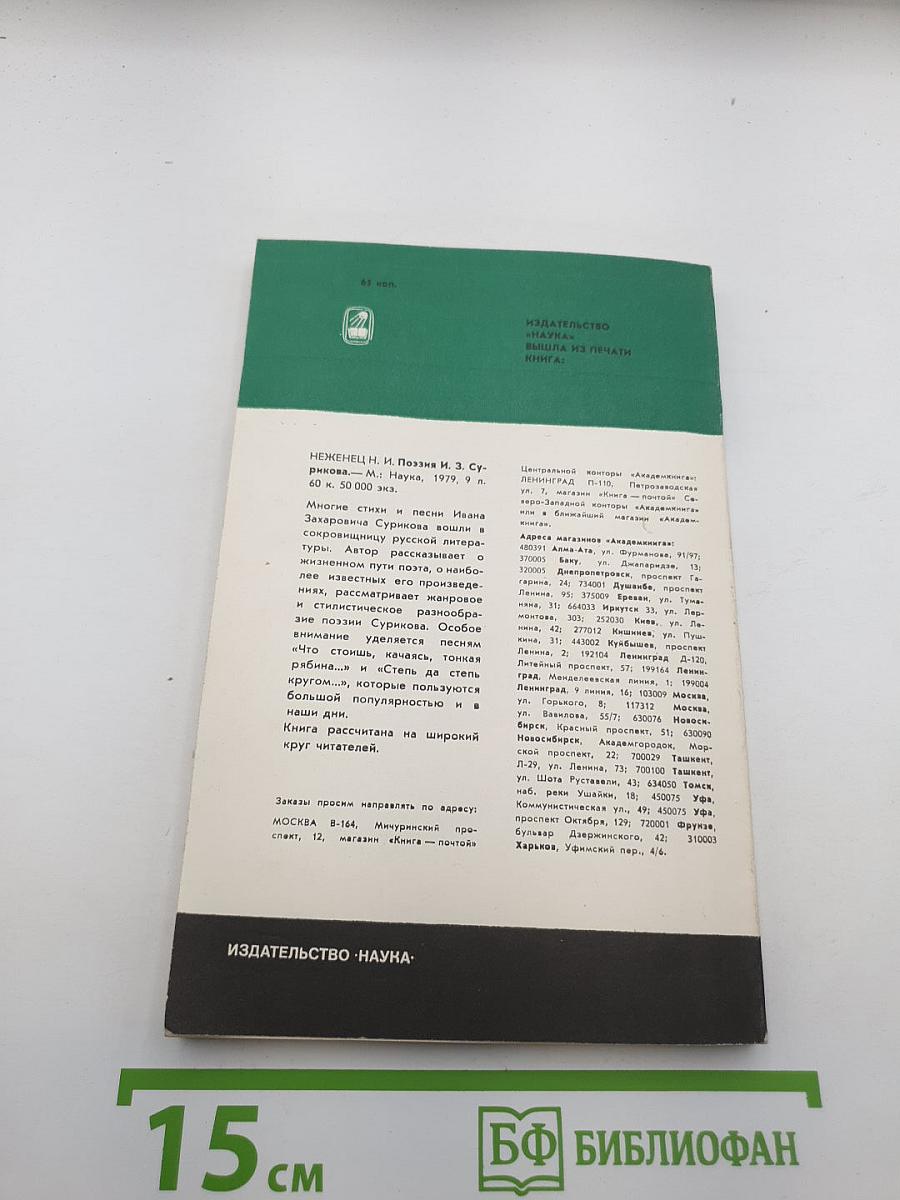 65 коп.
ИЗДАТЕЛЬСТВО
«НАУКА»
ВЫШЛА ИЗ ПЕЧАТИ
КНИГА:
НЕЖЕНЕЦ Н. И. Поэзия И. З. Су-
рикова.— М.: Наука, 1979, 9 л.
60 к. 50 000 экз.
Многие стихи и песни Ивана
Захаровича Сурикова вошли в
сокровищницу русской литера-
туры. Автор рассказывает о
жизненном пути поэта, о наибо-
лее известных его произведе-
ниях, рассматривает жанровое
и стилистическое разнообра-
зие поэзии Сурикова. Особое
внимание уделяется песням
«Что стоишь, качаясь, тонкая
рябина...» и «Степь да степь
кругом...», которые пользуются
большой популярностью и в
наши дни.
Книга рассчитана на широкий
круг читателей.
Заказы просим направлять по адресу:
МОСКВА В-164, Мичуринский про-
спект, 12, магазин «Книга — почтой»
Центральной конторы «Академкнига»;
ЛЕНИНГРАД П-110, Петрозаводская
ул. 7, магазин «Книга — почтой» Се-
веро-Западной конторы «Академкнига»
или в ближайший магазин «Академ-
книга».
Адреса магазинов «Академкнига»:
480391 Алма-Ата, ул. Фурманова, 91/97;
370005 Баку, ул. Джапаридзе, 13;
320005 Днепропетровск, проспект Га-
гарина, 24; 734001 Душанбе, проспект
Ленина, 95; 375009 Ереван, ул. Тума-
няна, 31; 664033 Иркутск 33, ул. Лер-
монтова, 303; 252030 Киев, ул. Ле-
нина, 42; 277012 Кишинев, ул. Пуш-
кина, 31; 443002 Куйбышев, проспект
Ленина, 2; 192104 Ленинград Д-120,
Литейный проспект, 57; 199164 Ленин-
град, Менделеевская линия, 1; 199004
Ленинград, 9 линия, 16; 103009 Москва,
ул. Горького, 8; 117312 Москва,
ул. Вавилова, 55/7; 630076 Новоси-
бирск, Красный проспект, 51; 630090
Новосибирск, Академгородок, Мор-
ской проспект, 22; 700029 Ташкент,
Л-29, ул. Ленина, 73; 700100 Ташкент,
ул. Шота Руставели, 43; 634050 Томск,
наб. реки Ушайки, 18; 450075 Уфа,
Коммунистическая ул., 49; 450075 Уфа,
проспект Октября, 129; 720001 Фрунзе,
бульвар Дзержинского, 42; 310003
Харьков, Уфимский пер., 4/6.
ИЗДАТЕЛЬСТВО ·НАУКА·
15 см
БФ БИБЛИОФАН